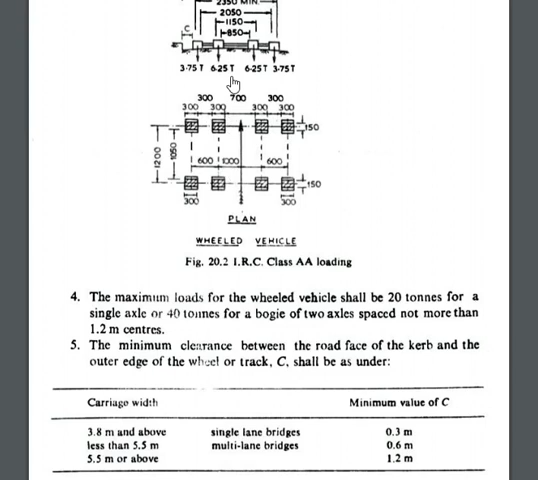 2350 MIN.
2050
1150
850
C
3·75 T 6·25 T 6·25 T 3·75 T
300 700 300
300 300 300 300
150
1200
1050
600 1000 600
150
300 300
PLAN
WHEELED VEHICLE
Fig. 20.2 I.R.C. Class AA loading
4. The maximum loads for the wheeled vehicle shall be 20 tonnes for a
single axle or 40 tonnes for a bogie of two axles spaced not more than
1.2 m centres.
5. The minimum clearance between the road face of the kerb and the
outer edge of the wheel or track, C, shall be as under:
Carriage width Minimum value of C
3.8 m and above single lane bridges 0.3 m
less than 5.5 m multi-lane bridges 0.6 m
5.5 m or above 1.2 m